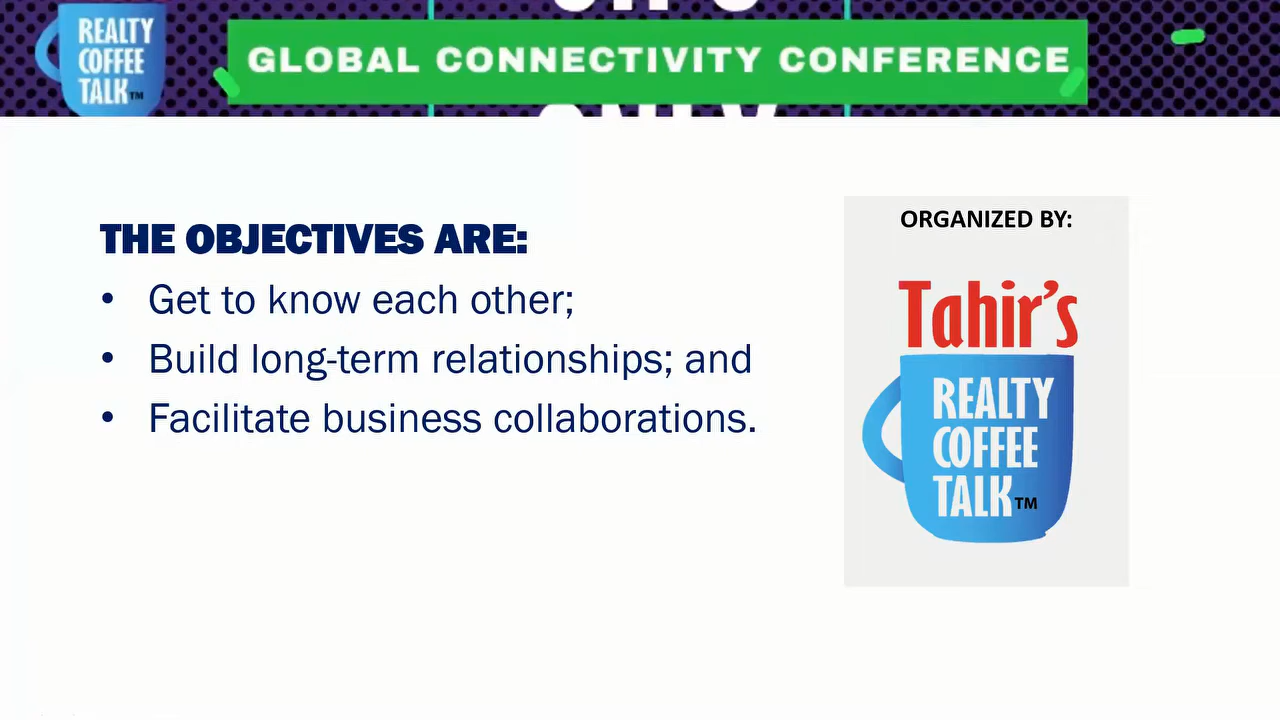 REALTY
COFFEE
TALK™
GLOBAL CONNECTIVITY CONFERENCE
THE OBJECTIVES ARE:
• Get to know each other;
• Build long-term relationships; and
• Facilitate business collaborations.
ORGANIZED BY:
Tahir's
REALTY
COFFEE
TALK™